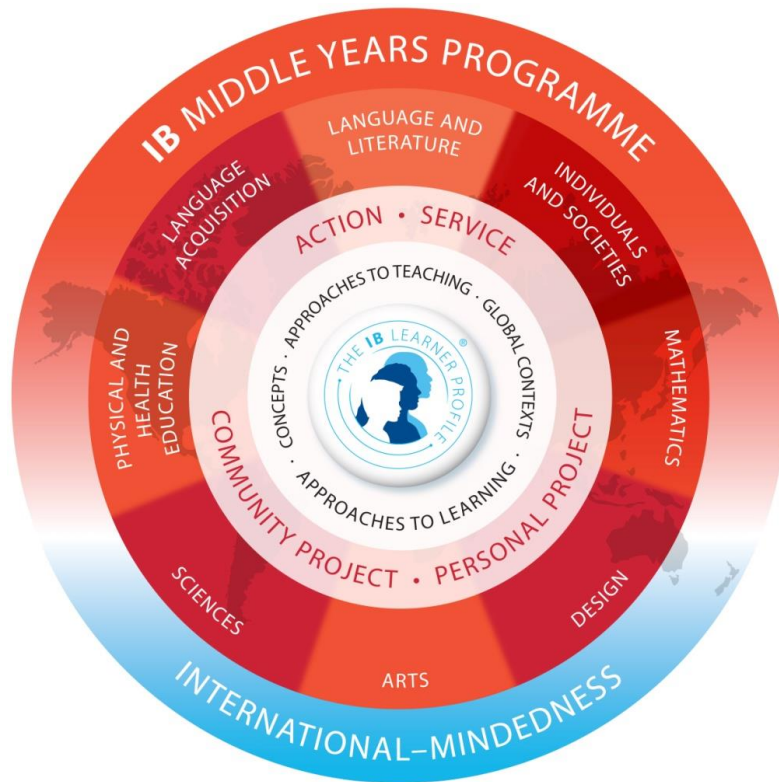 IB MIDDLE YEARS PROGRAMME
LANGUAGE AND
LITERATURE
INDIVIDUALS
AND SOCIETIES
MATHEMATICS
DESIGN
ARTS
SCIENCES
PHYSICAL AND
HEALTH
EDUCATION
LANGUAGE
ACQUISITION
ACTION • SERVICE
COMMUNITY PROJECT • PERSONAL PROJECT
APPROACHES TO TEACHING · GLOBAL CONTEXTS ·
APPROACHES TO LEARNING · CONCEPTS ·
THE IB LEARNER PROFILE ®
INTERNATIONAL–MINDEDNESS